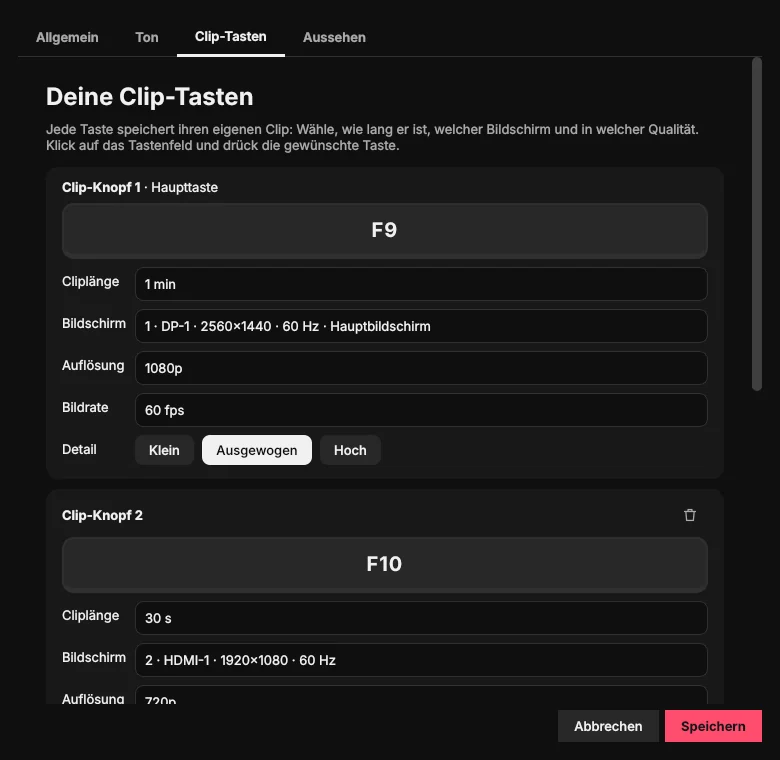 Allgemein Ton Clip-Tasten Aussehen
Deine Clip-Tasten
Jede Taste speichert ihren eigenen Clip: Wähle, wie lang er ist, welcher Bildschirm und in welcher Qualität.
Klick auf das Tastenfeld und drück die gewünschte Taste.
Clip-Knopf 1 · Haupttaste
F9
Cliplänge 1 min
Bildschirm 1 · DP-1 · 2560×1440 · 60 Hz · Hauptbildschirm
Auflösung 1080p
Bildrate 60 fps
Detail Klein Ausgewogen Hoch
Clip-Knopf 2
F10
Cliplänge 30 s
Bildschirm 2 · HDMI-1 · 1920×1080 · 60 Hz
Auflösung 720p
Abbrechen Speichern